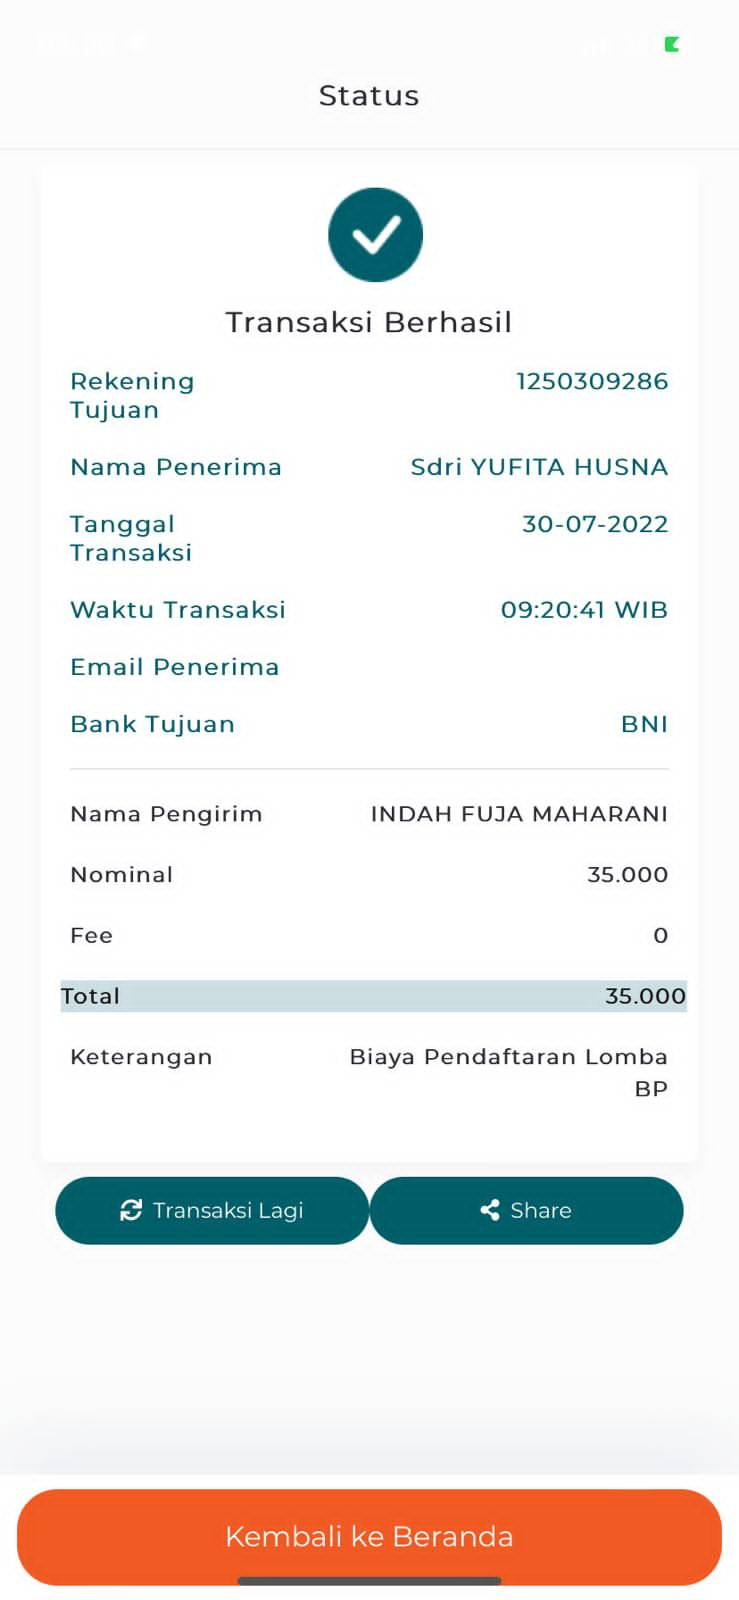 Status
Transaksi Berhasil
Rekening Tujuan 1250309286
Nama Penerima Sdri YUFITA HUSNA
Tanggal Transaksi 30-07-2022
Waktu Transaksi 09:20:41 WIB
Email Penerima
Bank Tujuan BNI
Nama Pengirim INDAH FUJA MAHARANI
Nominal 35.000
Fee 0
Total 35.000
Keterangan Biaya Pendaftaran Lomba
BP
Transaksi Lagi Share
Kembali ke Beranda